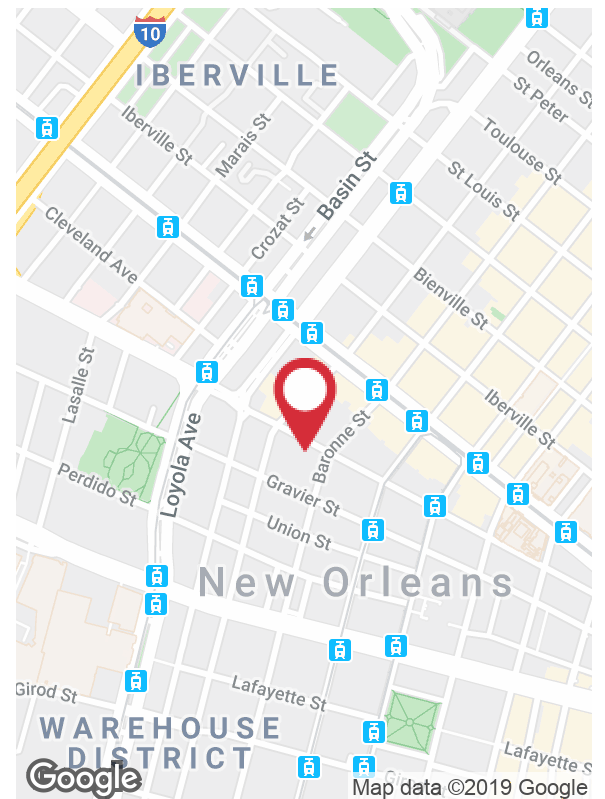 10
IBERVILLE
Orleans St
St Peter
Iberville St
Marais St
Toulouse St
Basin St
St Louis St
Crozat St
Cleveland Ave
Bienville St
Lasalle St
Iberville St
Loyola Ave
Baronne St
Perdido St
Gravier St
Union St
New Orleans
Girod St
Lafayette St
WAREHOUSE
DISTRICT
Lafayette St
Google
Map data ©2019 Google